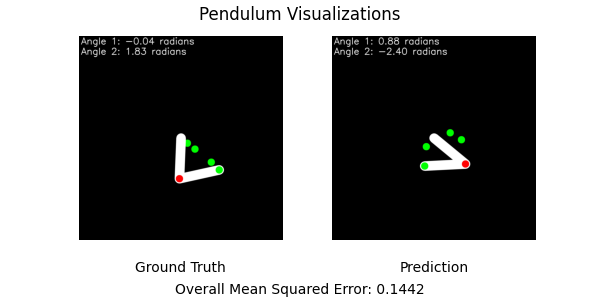 Pendulum Visualizations
Angle 1: −0.04 radians
Angle 2: 1.83 radians
Angle 1: 0.88 radians
Angle 2: −2.40 radians
Ground Truth
Prediction
Overall Mean Squared Error: 0.1442